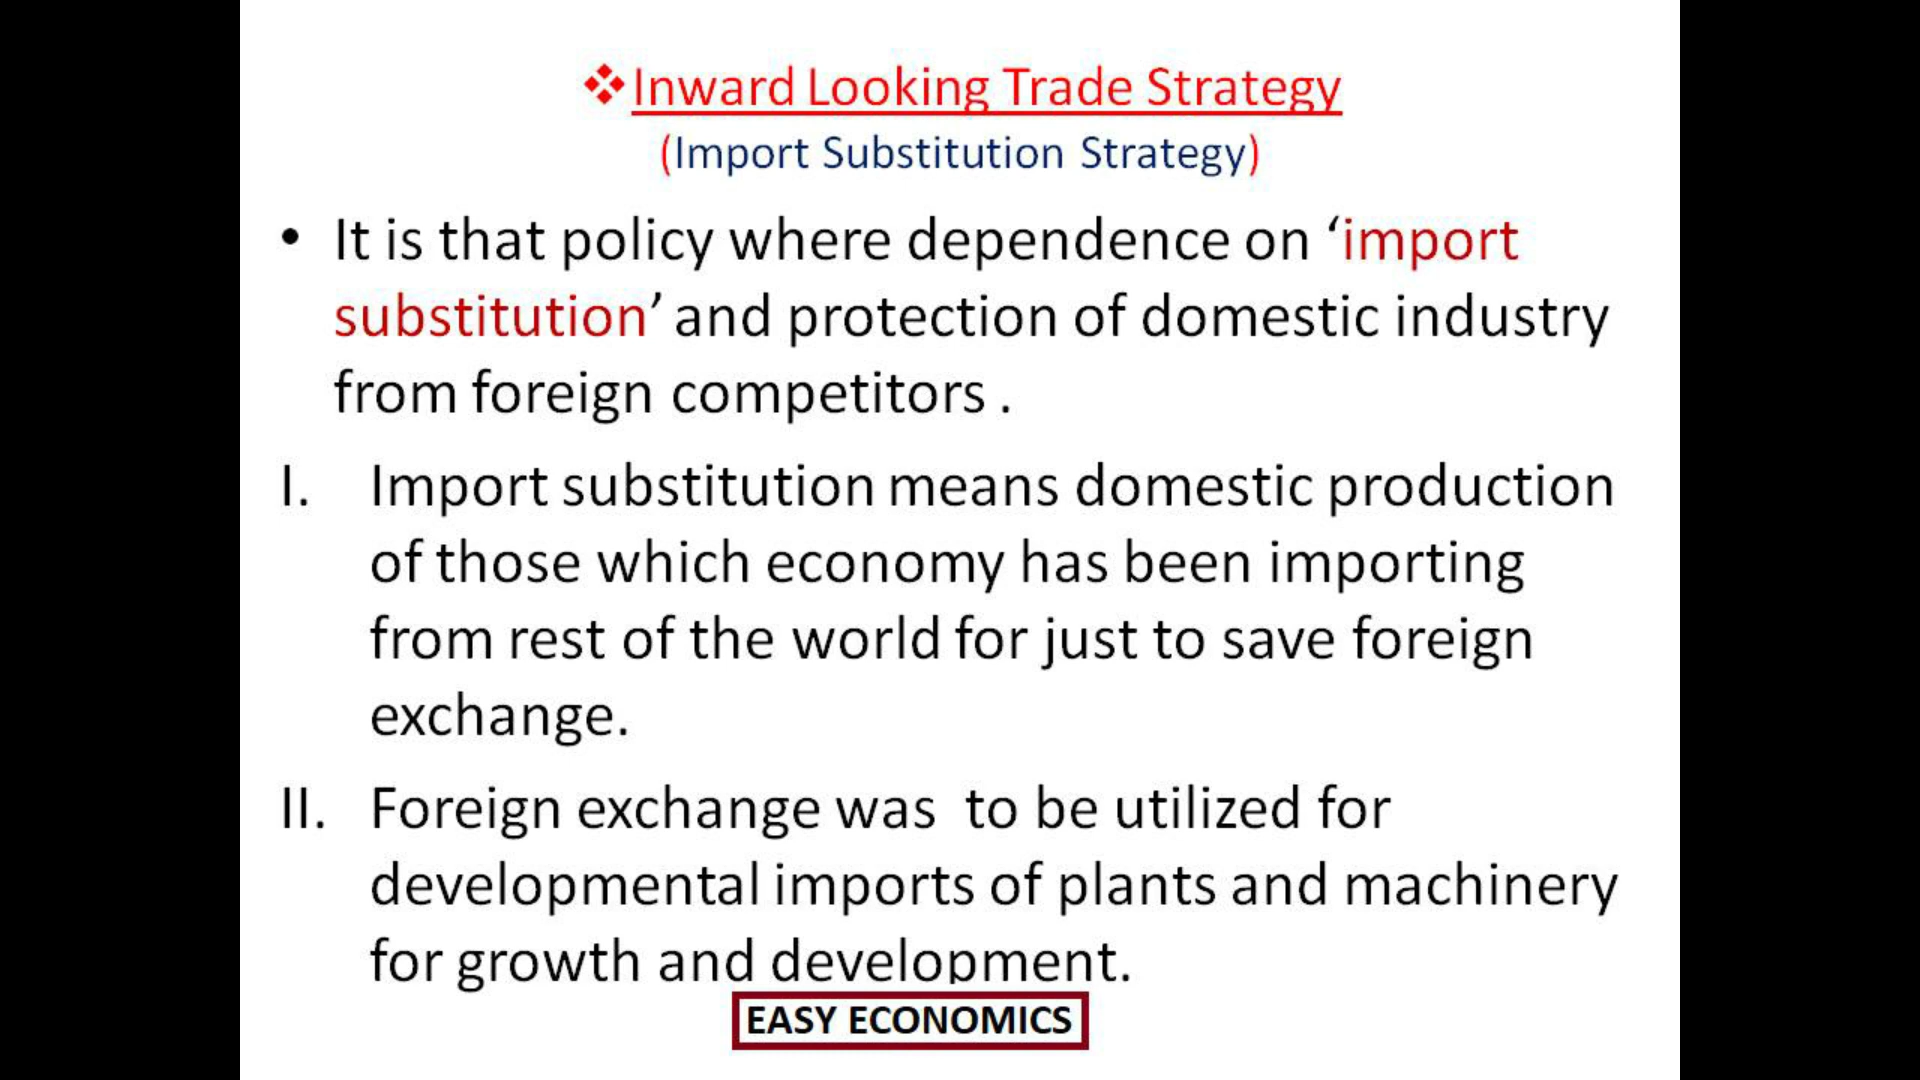 ❖Inward Looking Trade Strategy
(Import Substitution Strategy)
• It is that policy where dependence on ‘import
substitution’ and protection of domestic industry
from foreign competitors .
I. Import substitution means domestic production
of those which economy has been importing
from rest of the world for just to save foreign
exchange.
II. Foreign exchange was  to be utilized for
developmental imports of plants and machinery
for growth and development.
EASY ECONOMICS